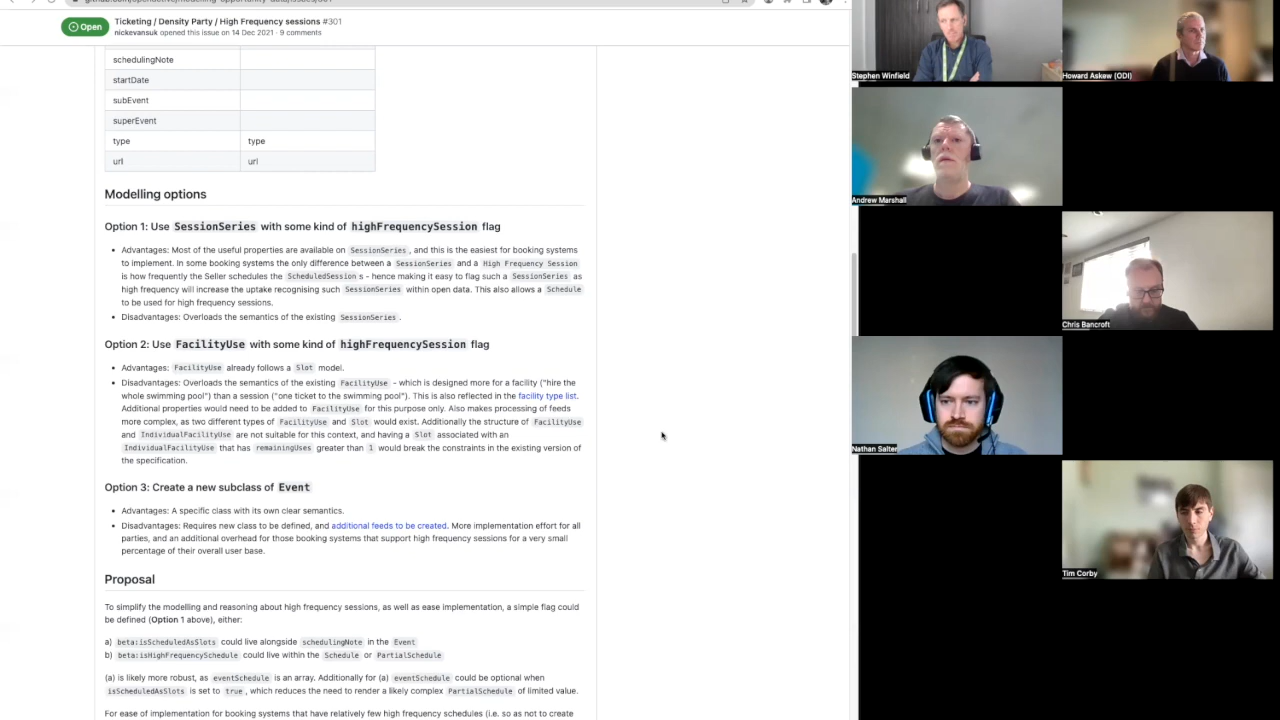 Open
Ticketing / Density Party / High Frequency sessions #301
nickevansuk opened this issue on 14 Dec 2021 · 9 comments
schedulingNote
startDate
subEvent
superEvent
type type
url url
Modelling options
Option 1: Use SessionSeries with some kind of highFrequencySession flag
• Advantages: Most of the useful properties are available on SessionSeries, and this is the easiest for booking systems
to implement. In some booking systems the only difference between a SessionSeries and a High Frequency Session
is how frequently the Seller schedules the ScheduledSession s - hence making it easy to flag such a SessionSeries as
high frequency will increase the uptake recognising such SessionSeries within open data. This also allows a Schedule
to be used for high frequency sessions.
• Disadvantages: Overloads the semantics of the existing SessionSeries.
Option 2: Use FacilityUse with some kind of highFrequencySession flag
• Advantages: FacilityUse already follows a Slot model.
• Disadvantages: Overloads the semantics of the existing FacilityUse - which is designed more for a facility ("hire the
whole swimming pool") than a session ("one ticket to the swimming pool"). This is also reflected in the facility type list.
Additional properties would need to be added to FacilityUse for this purpose only. Also makes processing of feeds
more complex, as two different types of FacilityUse and Slot would exist. Additionally the structure of FacilityUse
and IndividualFacilityUse are not suitable for this context, and having a Slot associated with an
IndividualFacilityUse that has remainingUses greater than 1 would break the constraints in the existing version of
the specification.
Option 3: Create a new subclass of Event
• Advantages: A specific class with its own clear semantics.
• Disadvantages: Requires new class to be defined, and additional feeds to be created. More implementation effort for all
parties, and an additional overhead for those booking systems that support high frequency sessions for a very small
percentage of their overall user base.
Proposal
To simplify the modelling and reasoning about high frequency sessions, as well as ease implementation, a simple flag could
be defined (Option 1 above), either:
a) beta:isScheduledAsSlots could live alongside schedulingNote in the Event
b) beta:isHighFrequencySchedule could live within the Schedule or PartialSchedule
(a) is likely more robust, as eventSchedule is an array. Additionally for (a) eventSchedule could be optional when
isScheduledAsSlots is set to true, which reduces the need to render a likely complex PartialSchedule of limited value.
For ease of implementation for booking systems that have relatively few high frequency schedules (i.e. so as not to create
Stephen Winfield
Howard Askew (ODI)
Andrew Marshall
Chris Bancroft
Nathan Salter
Tim Corby